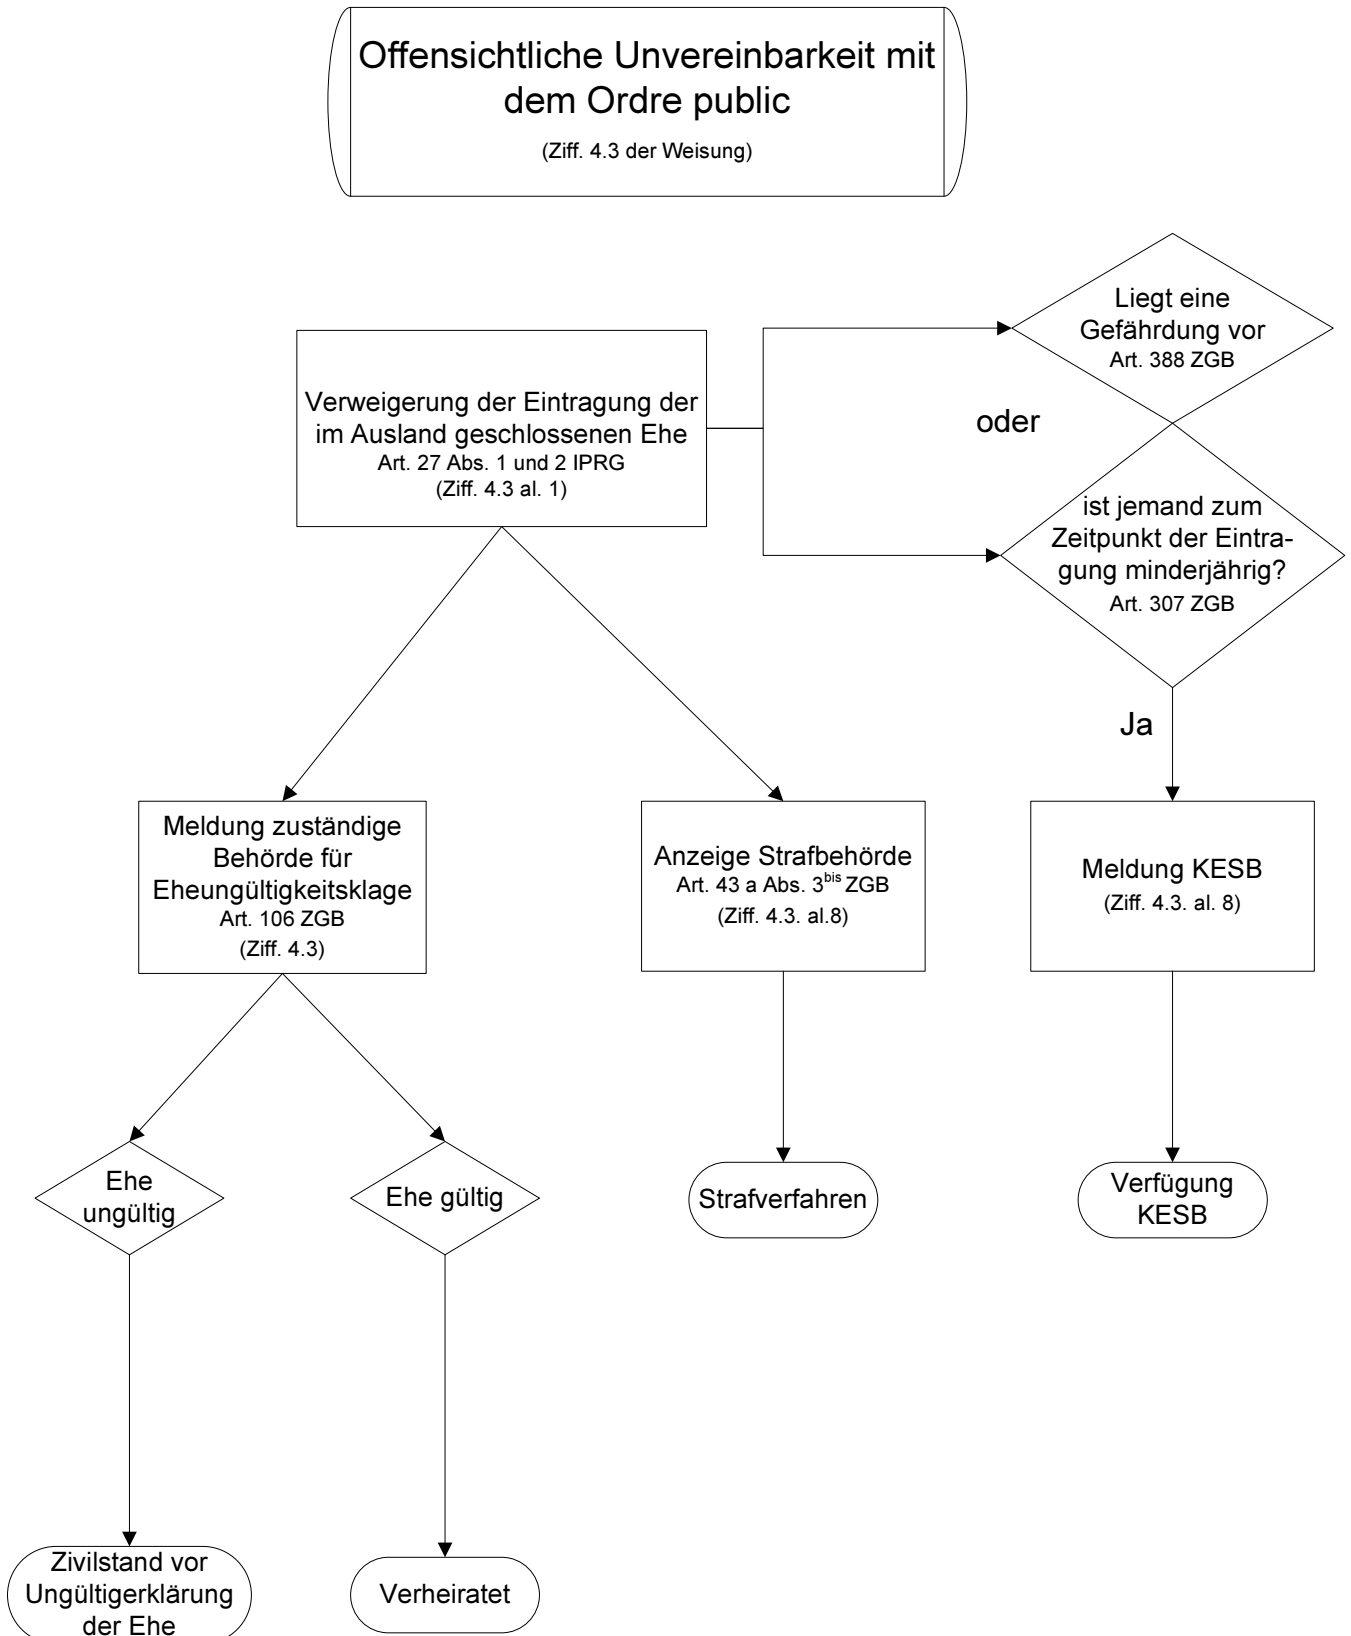 Offensichtliche Unvereinbarkeit mit
dem Ordre public
(Ziff. 4.3 der Weisung)
Liegt eine
Gefährdung vor
Art. 388 ZGB
Verweigerung der Eintragung der
im Ausland geschlossenen Ehe
Art. 27 Abs. 1 und 2 IPRG
(Ziff. 4.3 al. 1)
oder
ist jemand zum
Zeitpunkt der Eintra-
gung minderjährig?
Art. 307 ZGB
Ja
Meldung zuständige
Behörde für
Eheungültigkeitsklage
Art. 106 ZGB
(Ziff. 4.3)
Anzeige Strafbehörde
Art. 43 a Abs. 3bis ZGB
(Ziff. 4.3. al.8)
Meldung KESB
(Ziff. 4.3. al. 8)
Ehe
ungültig
Ehe gültig
Strafverfahren
Verfügung
KESB
Zivilstand vor
Ungültigerklärung
der Ehe
Verheiratet